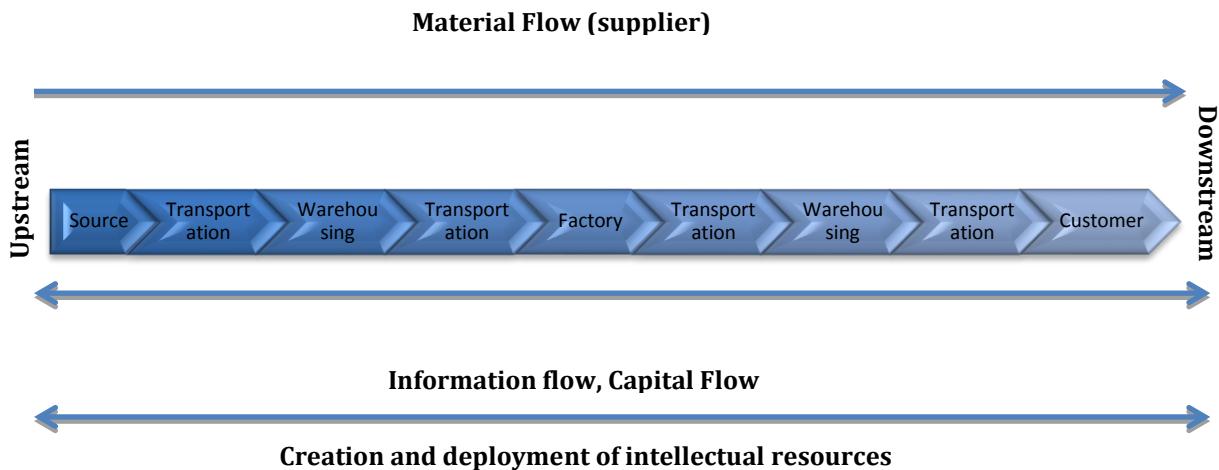 Material Flow (supplier)
Upstream
Downstream
Source
Transport
ation
Warehou
sing
Transport
ation
Factory
Transport
ation
Warehou
sing
Transport
ation
Customer
Information flow, Capital Flow
Creation and deployment of intellectual resources